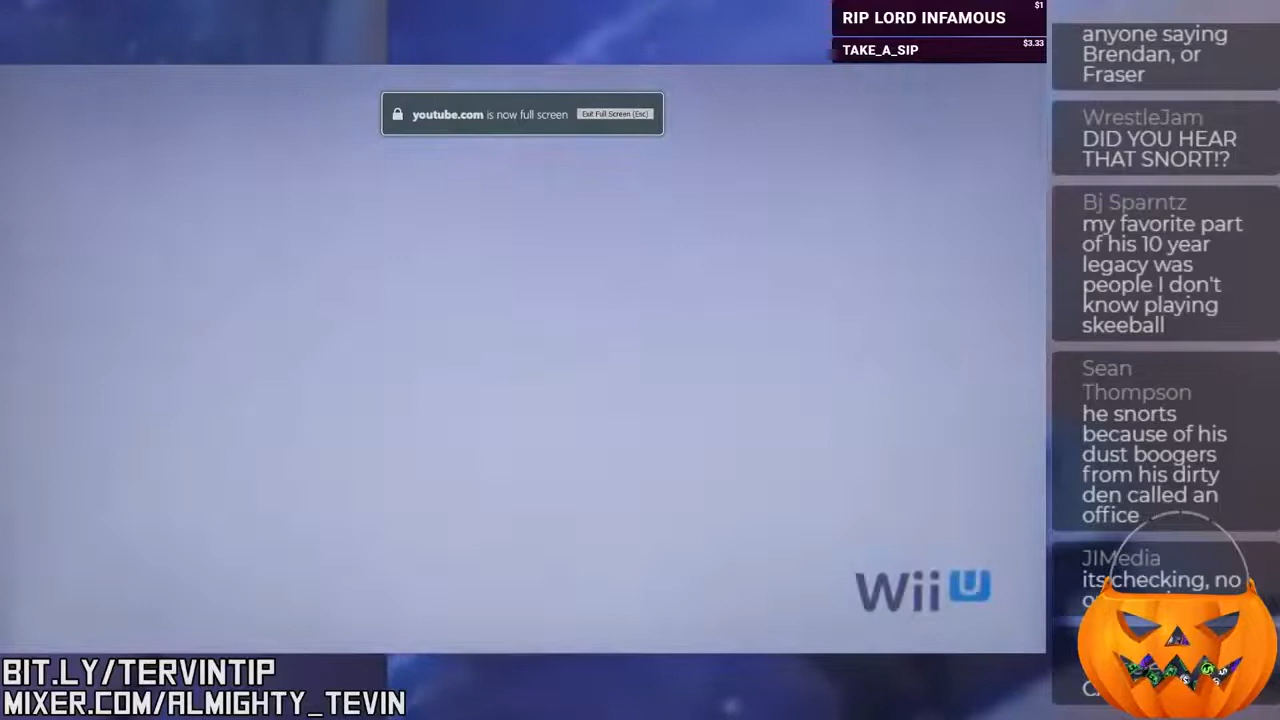 RIP LORD INFAMOUS
$1
TAKE_A_SIP
$3.33
youtube.com is now full screen
Exit Full Screen (Esc)
Wii U
BIT.LY/TERVINTIP
MIXER.COM/ALMIGHTY_TEVIN
anyone saying
Brendan, or
Fraser
WrestleJam
DID YOU HEAR
THAT SNORT!?
Bj Sparntz
my favorite part
of his 10 year
legacy was
people I don't
know playing
skeeball
Sean
Thompson
he snorts
because of his
dust boogers
from his dirty
den called an
office
JIMedia
its checking, no